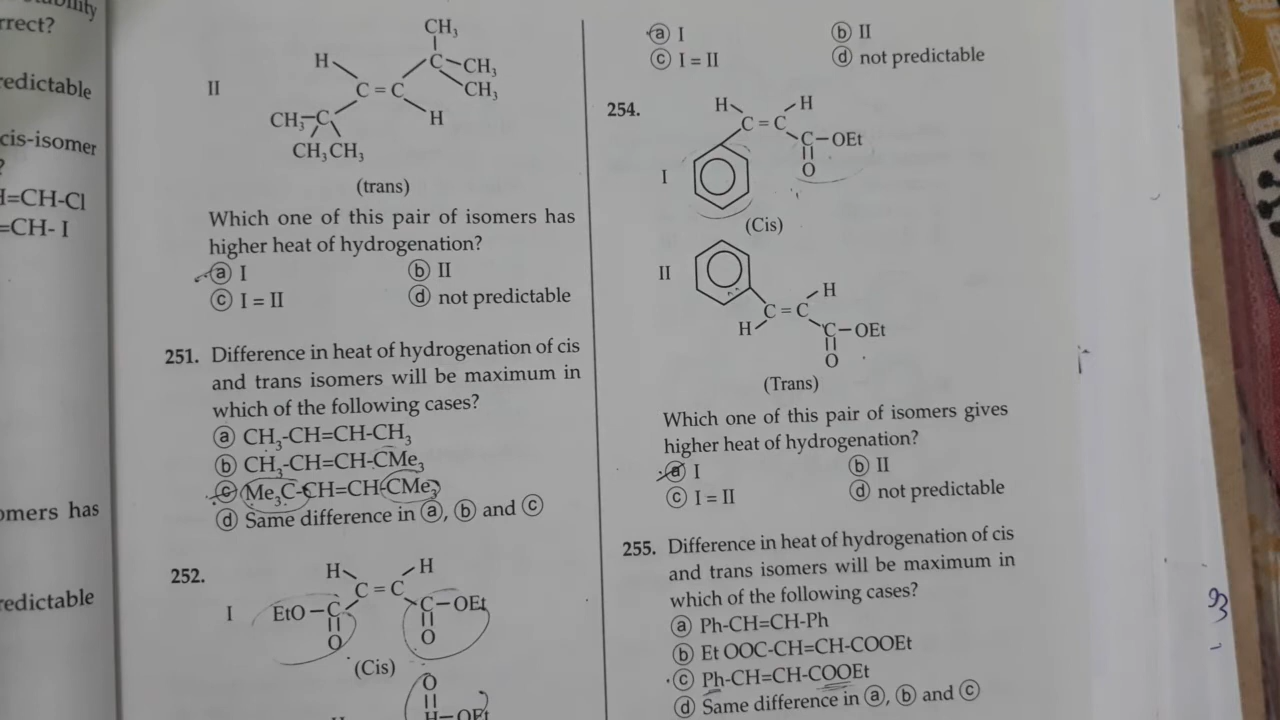 rrect?
edictable
cis-isomer
?
H=CH-Cl
=CH- I
omers has
redictable
II
CH₃
H
C–CH₃
C = C
CH₃
CH₃–C
H
CH₃CH₃
(trans)
Which one of this pair of isomers has
higher heat of hydrogenation?
ⓐ I
ⓑ II
ⓒ I = II
ⓓ not predictable
251. Difference in heat of hydrogenation of cis
and trans isomers will be maximum in
which of the following cases?
ⓐ CH₃-CH=CH-CH₃
ⓑ CH₃-CH=CH-CMe₃
ⓒ Me₃C-CH=CH-CMe₃
ⓓ Same difference in ⓐ, ⓑ and ⓒ
252.
H
H
C = C
I
EtO–C
C–OEt
O
O
(Cis)
O
H–OEt
ⓐ I
ⓑ II
ⓒ I = II
ⓓ not predictable
254.
H
H
C = C
C–OEt
O
I
(Cis)
II
H
C = C
H
C–OEt
O
(Trans)
Which one of this pair of isomers gives
higher heat of hydrogenation?
ⓐ I
ⓑ II
ⓒ I = II
ⓓ not predictable
255. Difference in heat of hydrogenation of cis
and trans isomers will be maximum in
which of the following cases?
ⓐ Ph-CH=CH-Ph
ⓑ Et OOC-CH=CH-COOEt
ⓒ Ph-CH=CH-COOEt
ⓓ Same difference in ⓐ, ⓑ and ⓒ